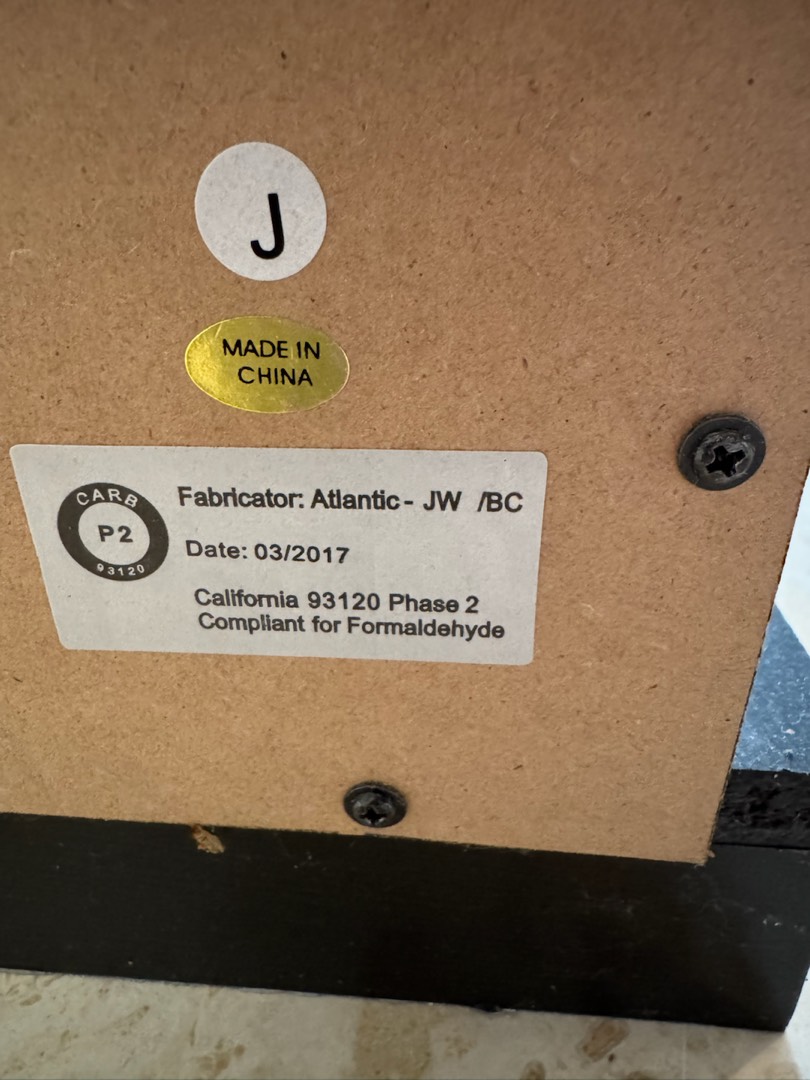 J
MADE IN
CHINA
CARB
P2
93120
Fabricator: Atlantic - JW /BC
Date: 03/2017
California 93120 Phase 2
Compliant for Formaldehyde